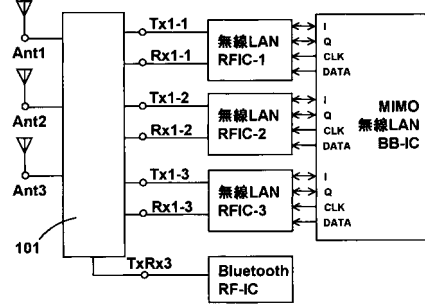 Ant1
Ant2
Ant3
101
Tx1-1
Rx1-1
Tx1-2
Rx1-2
Tx1-3
Rx1-3
TxRx3
無線LAN
RFIC-1
無線LAN
RFIC-2
無線LAN
RFIC-3
Bluetooth
RF-IC
I
Q
CLK
DATA
I
Q
CLK
DATA
I
Q
CLK
DATA
MIMO
無線LAN
BB-IC